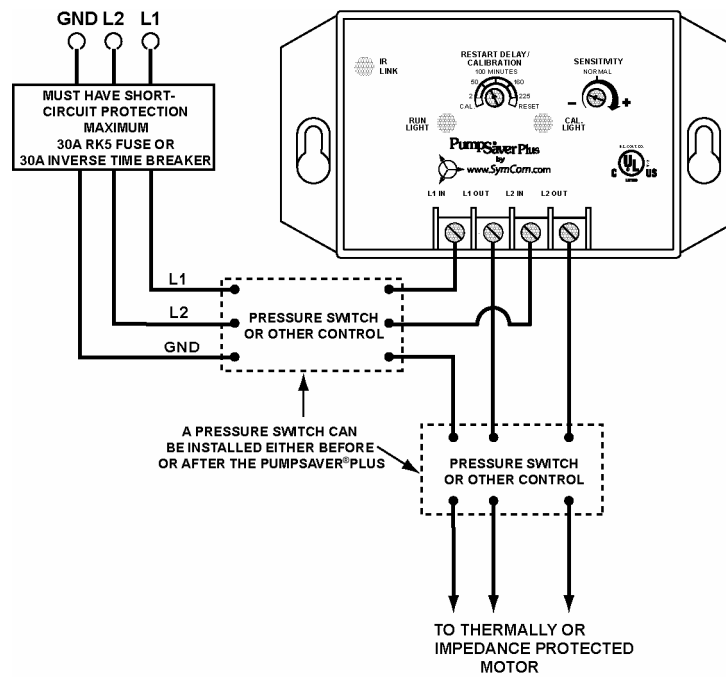 GND L2 L1
MUST HAVE SHORT-
CIRCUIT PROTECTION
MAXIMUM
30A RK5 FUSE OR
30A INVERSE TIME BREAKER
IR
LINK
RESTART DELAY/
CALIBRATION
100 MINUTES
50 160
2 225
CAL. RESET
SENSITIVITY
NORMAL
- +
RUN
LIGHT
CAL.
LIGHT
PumpSaver Plus
by
www.SymCom.com
UL
C US
LISTED
L1 IN L1 OUT L2 IN L2 OUT
L1
L2
GND
PRESSURE SWITCH
OR OTHER CONTROL
A PRESSURE SWITCH CAN
BE INSTALLED EITHER BEFORE
OR AFTER THE PUMPSAVER®PLUS
PRESSURE SWITCH
OR OTHER CONTROL
TO THERMALLY OR
IMPEDANCE PROTECTED
MOTOR